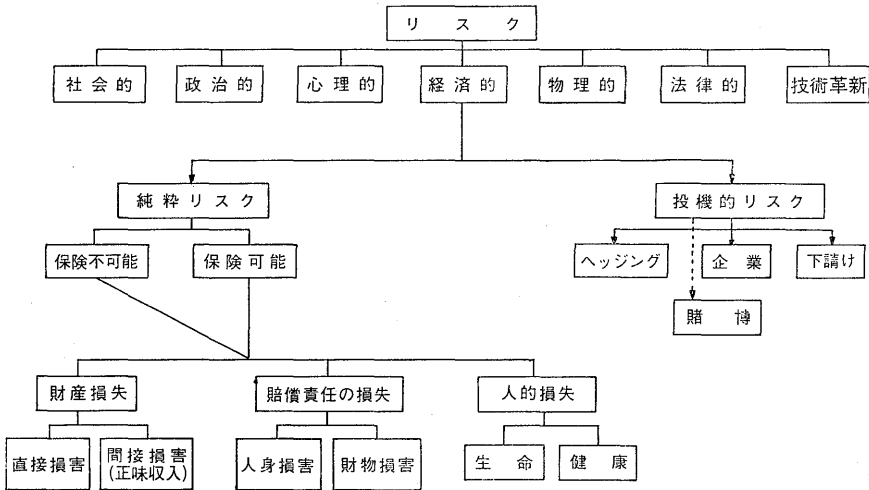 リスク
社会的
政治的
心理的
経済的
物理的
法律的
技術革新
純粋リスク
投機的リスク
保険不可能
保険可能
ヘッジング
企業
下請け
賭博
財産損失
賠償責任の損失
人的損失
直接損害
間接損害
(正味収入)
人身損害
財物損害
生命
健康